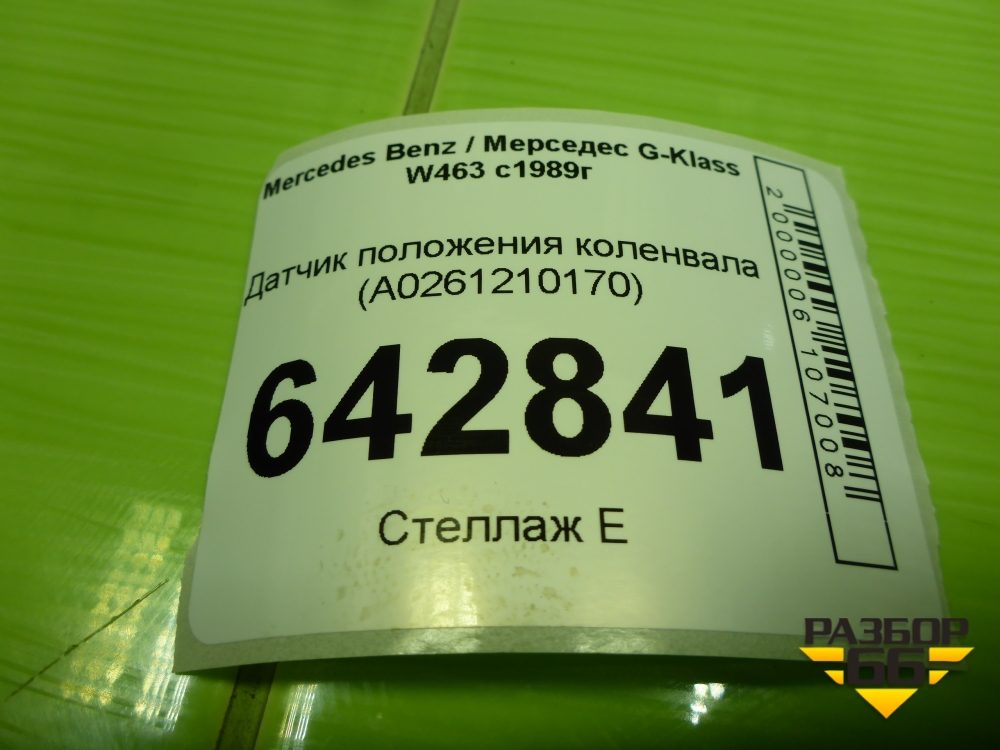 Mercedes Benz / Мерседес G-Klass
W463 с1989г
Датчик положения коленвала
(A0261210170)
642841
Стеллаж Е
2000006107008
РАЗБОР
66